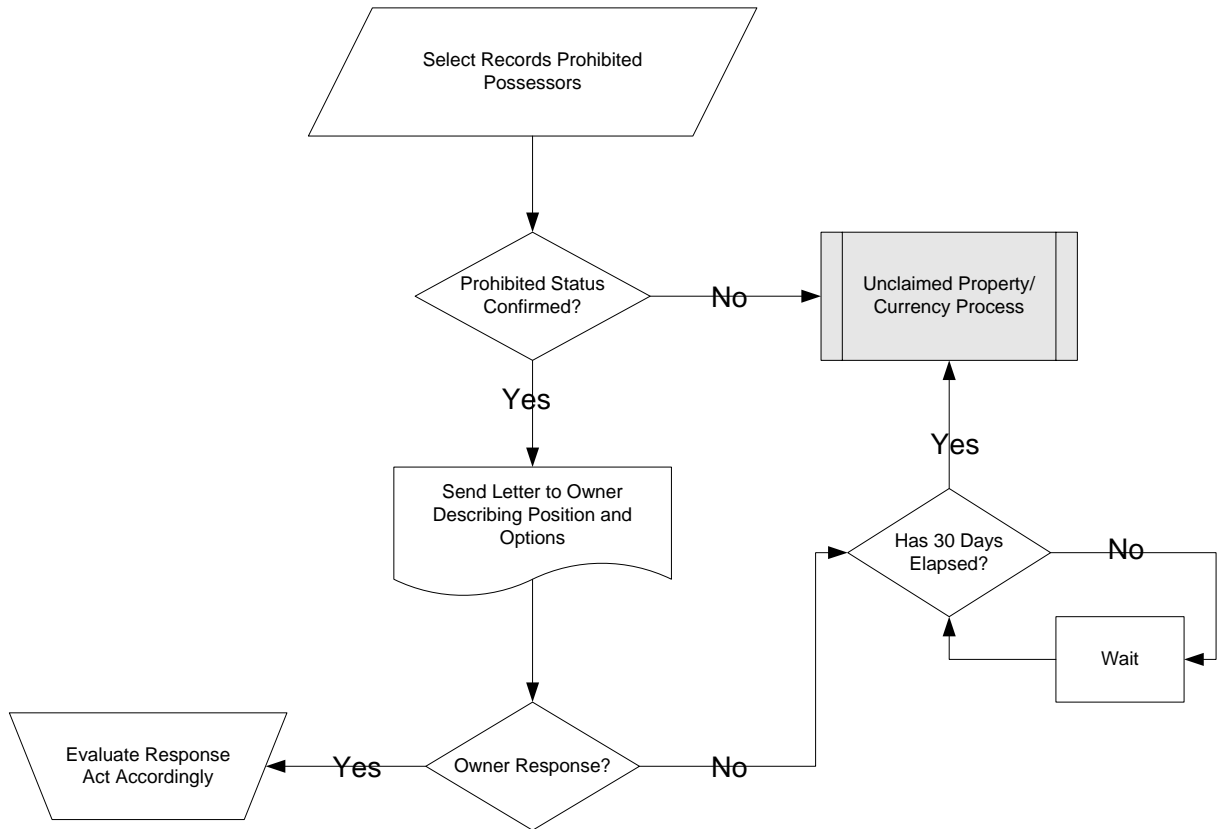 Select Records Prohibited
Possessors
Prohibited Status
Confirmed?
No
Unclaimed Property/
Currency Process
Yes
Yes
Send Letter to Owner
Describing Position and
Options
Has 30 Days
Elapsed?
No
Wait
Evaluate Response
Act Accordingly
Yes
Owner Response?
No